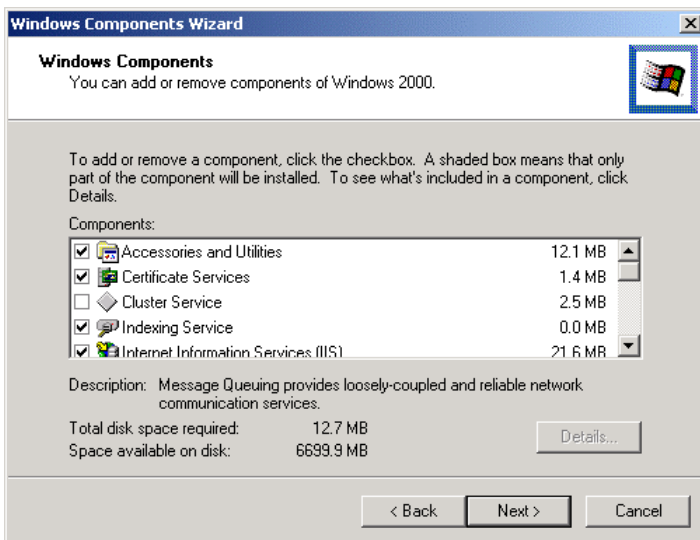 Windows Components Wizard
Windows Components
You can add or remove components of Windows 2000.
To add or remove a component, click the checkbox. A shaded box means that only
part of the component will be installed. To see what's included in a component, click
Details.
Components:
Accessories and Utilities 12.1 MB
Certificate Services 1.4 MB
Cluster Service 2.5 MB
Indexing Service 0.0 MB
Internet Information Services (IIS) 21.6 MB
Description: Message Queuing provides loosely-coupled and reliable network
communication services.
Total disk space required: 12.7 MB
Space available on disk: 6699.9 MB
Details...
< Back Next > Cancel